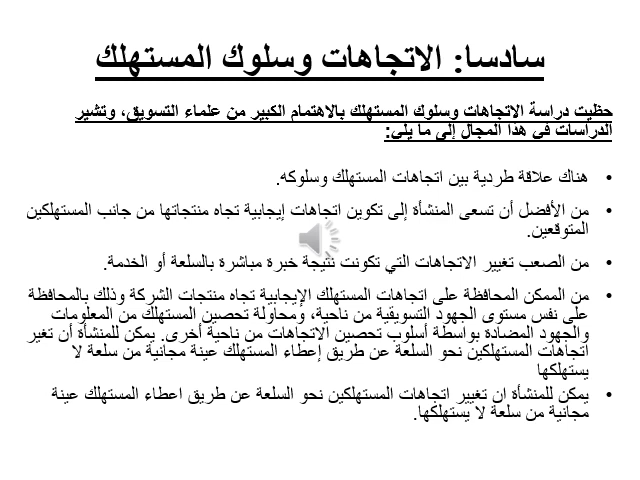 سادسا: الاتجاهات وسلوك المستهلك
حظيت دراسة الاتجاهات وسلوك المستهلك بالاهتمام الكبير من علماء التسويق، وتشير
الدراسات في هذا المجال إلى ما يلي:
• هناك علاقة طردية بين اتجاهات المستهلك وسلوكه.
• من الأفضل أن تسعى المنشأة إلى تكوين اتجاهات إيجابية تجاه منتجاتها من جانب المستهلكين
المتوقعين.
• من الصعب تغيير الاتجاهات التي تكونت نتيجة خبرة مباشرة بالسلعة أو الخدمة.
• من الممكن المحافظة على اتجاهات المستهلك الإيجابية تجاه منتجات الشركة وذلك بالمحافظة
على نفس مستوى الجهود التسويقية من ناحية، ومحاولة تحصين المستهلك من المعلومات
والجهود المضادة بواسطة أسلوب تحصين الاتجاهات من ناحية أخرى. يمكن للمنشأة أن تغير
اتجاهات المستهلكين نحو السلعة عن طريق إعطاء المستهلك عينة مجانية من سلعة لا
يستهلكها
• يمكن للمنشأة ان تغيير اتجاهات المستهلكين نحو السلعة عن طريق اعطاء المستهلك عينة
مجانية من سلعة لا يستهلكها.